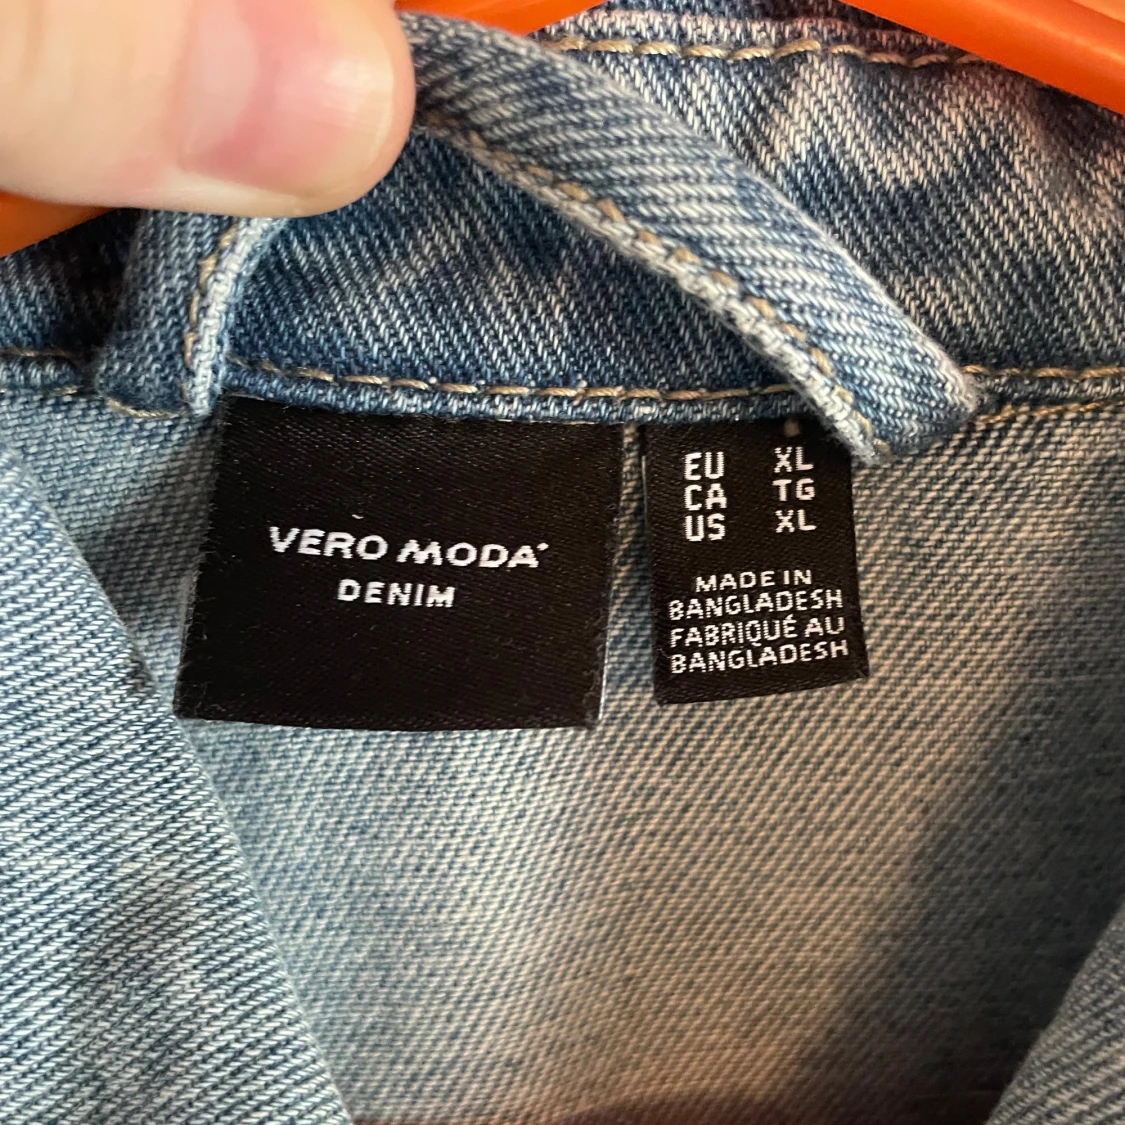 VERO MODA
DENIM
EU XL
CA TG
US XL
MADE IN
BANGLADESH
FABRIQUÉ AU
BANGLADESH